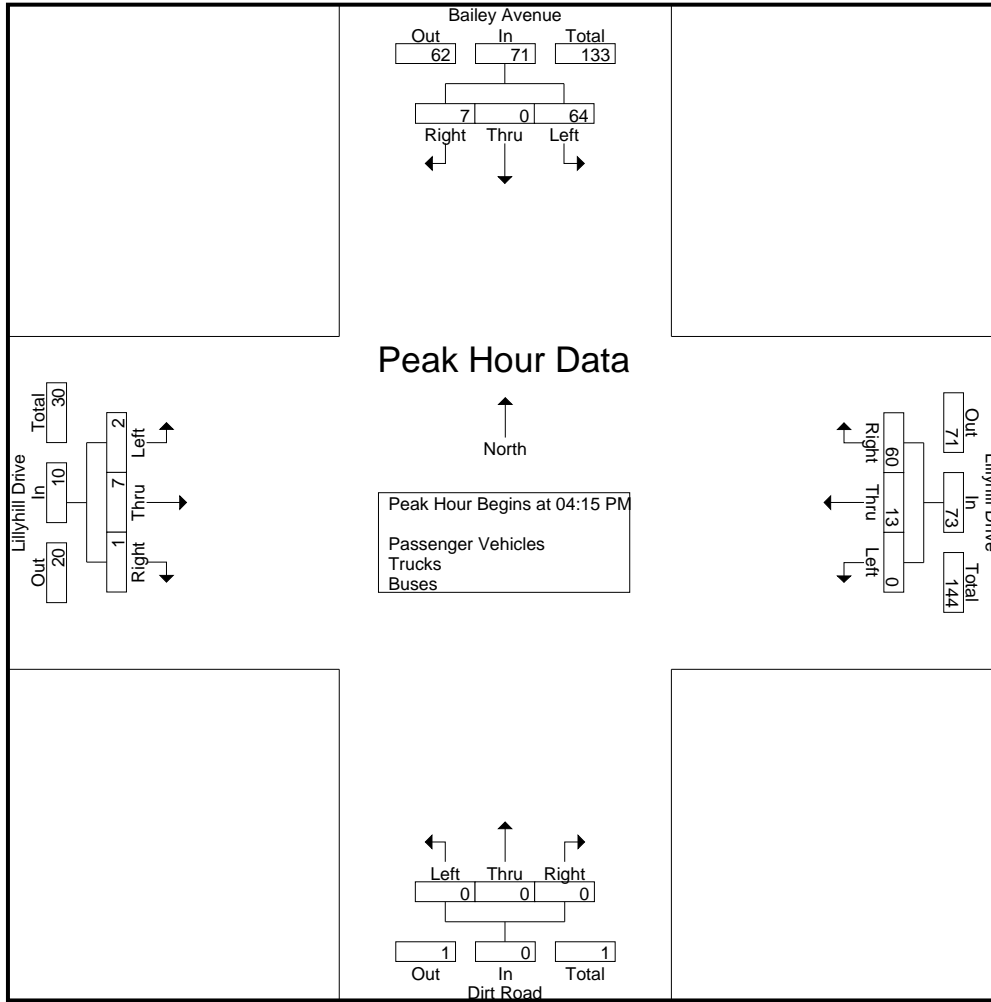 Bailey Avenue
Out In Total
62 71 133
7 0 64
Right Thru Left
Peak Hour Data
North
Peak Hour Begins at 04:15 PM
Passenger Vehicles
Trucks
Buses
Lillyhill Drive
Out In Total
20 10 30
Left Thru Right
2 7 1
Lillyhill Drive
Out In Total
71 73 144
Right Thru Left
60 13 0
Left Thru Right
0 0 0
1 0 1
Out In Total
Dirt Road